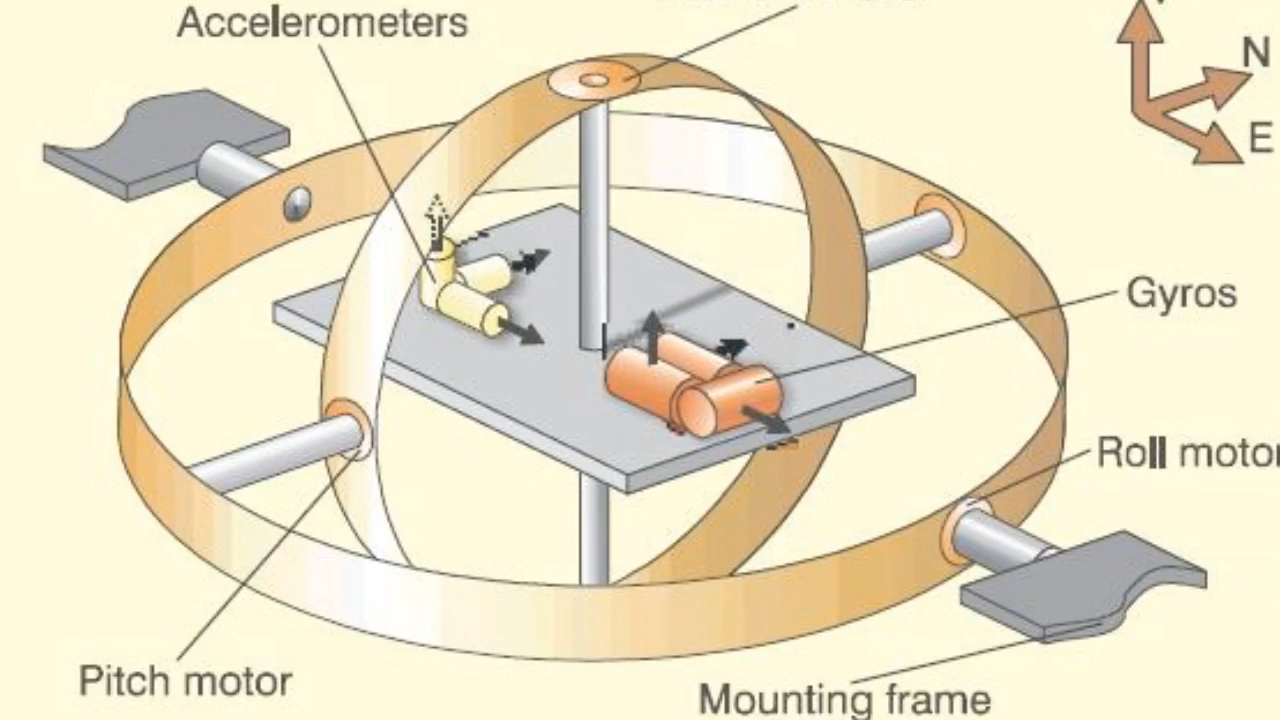 Accelerometers
N
E
Gyros
Roll motor
Pitch motor
Mounting frame